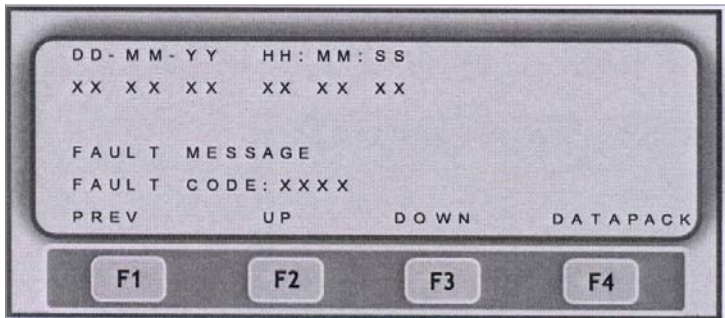 DD-MM-YY HH:MM:SS
XX XX XX XX XX XX
FAULT MESSAGE
FAULT CODE:XXXX
PREV UP DOWN DATAPACK
F1 F2 F3 F4